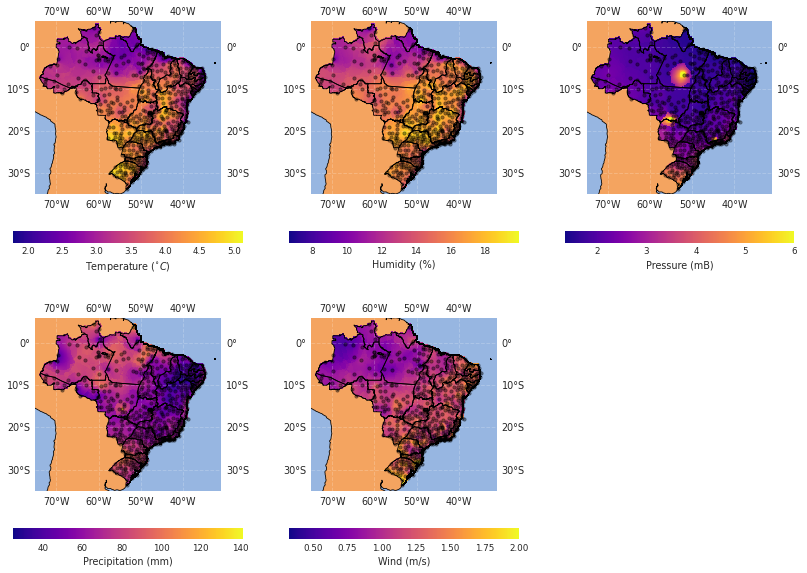 70°W 60°W 50°W 40°W
0° 0°
10°S 10°S
20°S 20°S
30°S 30°S
70°W 60°W 50°W 40°W
2.0 2.5 3.0 3.5 4.0 4.5 5.0
Temperature (°C)
70°W 60°W 50°W 40°W
0° 0°
10°S 10°S
20°S 20°S
30°S 30°S
70°W 60°W 50°W 40°W
8 10 12 14 16 18
Humidity (%)
70°W 60°W 50°W 40°W
0° 0°
10°S 10°S
20°S 20°S
30°S 30°S
70°W 60°W 50°W 40°W
2 3 4 5 6
Pressure (mB)
70°W 60°W 50°W 40°W
0° 0°
10°S 10°S
20°S 20°S
30°S 30°S
70°W 60°W 50°W 40°W
40 60 80 100 120 140
Precipitation (mm)
70°W 60°W 50°W 40°W
0° 0°
10°S 10°S
20°S 20°S
30°S 30°S
70°W 60°W 50°W 40°W
0.50 0.75 1.00 1.25 1.50 1.75 2.00
Wind (m/s)